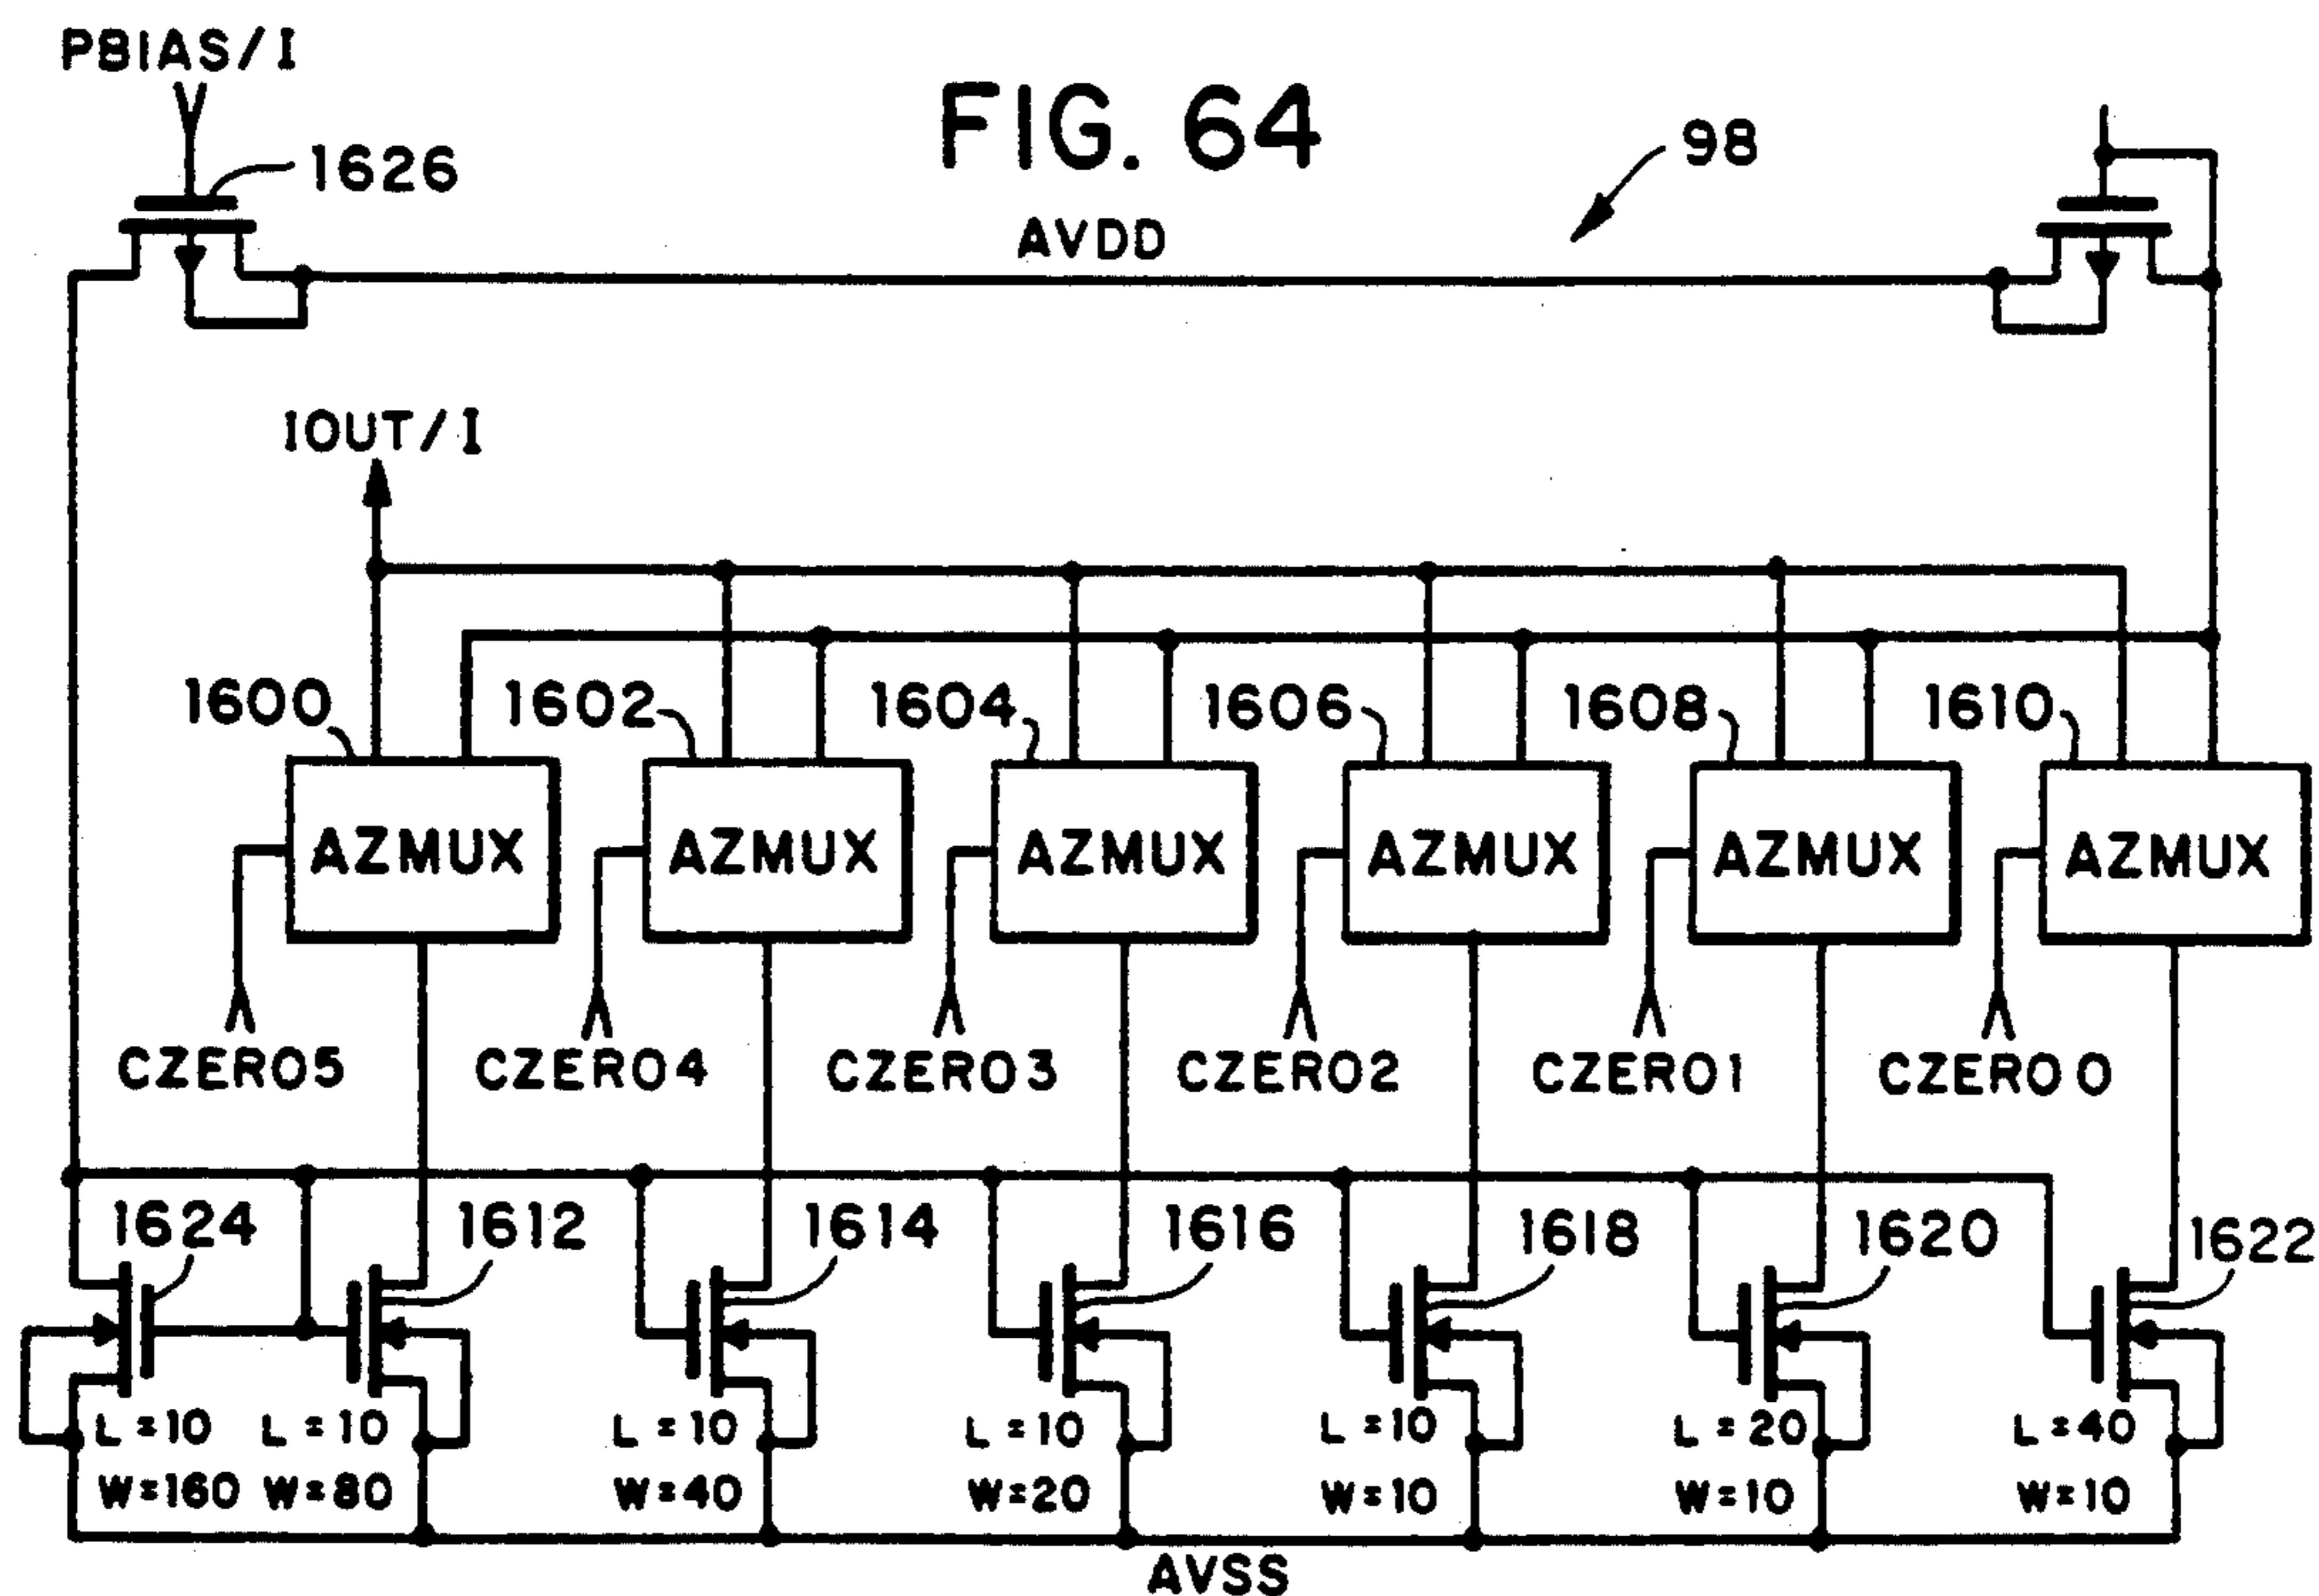 PBIAS/I
FIG. 64
98
1626
AVDD
IOUT/I
1600 1602 1604 1606 1608 1610
AZMUX AZMUX AZMUX AZMUX AZMUX AZMUX
CZERO5 CZERO4 CZERO3 CZERO2 CZERO1 CZERO0
1624 1612 1614 1616 1618 1620 1622
L=10 L=10 L=10 L=10 L=10 L=20 L=40
W=160 W=80 W=40 W=20 W=10 W=10 W=10
AVSS